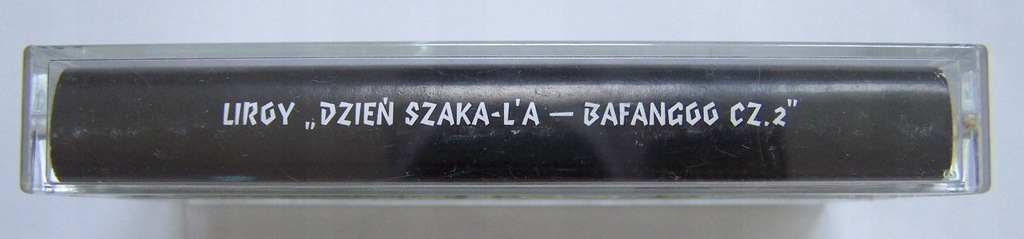 LIROY „DZIEŃ SZAKA-L'A — BAFANGOO CZ.2"